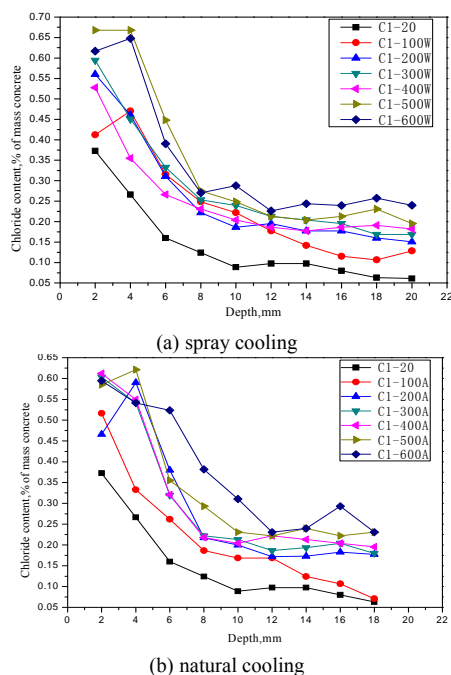 0.70
0.65
0.60
0.55
0.50
0.45
0.40
0.35
0.30
0.25
0.20
0.15
0.10
0.05
Chloride content,% of mass concrete
C1-20
C1-100W
C1-200W
C1-300W
C1-400W
C1-500W
C1-600W
0 2 4 6 8 10 12 14 16 18 20 22
Depth,mm
(a) spray cooling
0.65
0.60
0.55
0.50
0.45
0.40
0.35
0.30
0.25
0.20
0.15
0.10
0.05
Chloride content,% of mass concrete
C1-20
C1-100A
C1-200A
C1-300A
C1-400A
C1-500A
C1-600A
0 2 4 6 8 10 12 14 16 18 20 22
Depth,mm
(b) natural cooling